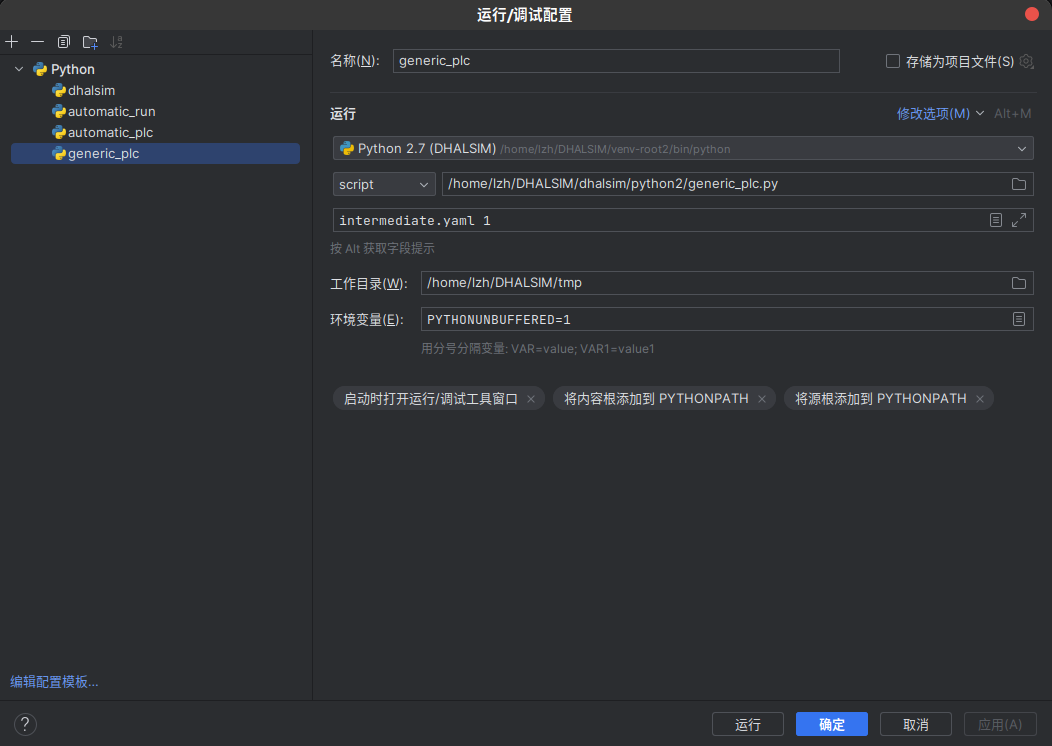 运行/调试配置
Python
dhalsim
automatic_run
automatic_plc
generic_plc
编辑配置模板...
名称(N): generic_plc 存储为项目文件(S)
运行 修改选项(M) Alt+M
Python 2.7 (DHALSIM) /home/lzh/DHALSIM/venv-root2/bin/python
script /home/lzh/DHALSIM/dhalsim/python2/generic_plc.py
intermediate.yaml 1
按 Alt 获取字段提示
工作目录(W): /home/lzh/DHALSIM/tmp
环境变量(E): PYTHONUNBUFFERED=1
用分号分隔变量: VAR=value; VAR1=value1
启动时打开运行/调试工具窗口 × 将内容根添加到 PYTHONPATH × 将源根添加到 PYTHONPATH ×
? 运行 确定 取消 应用(A)